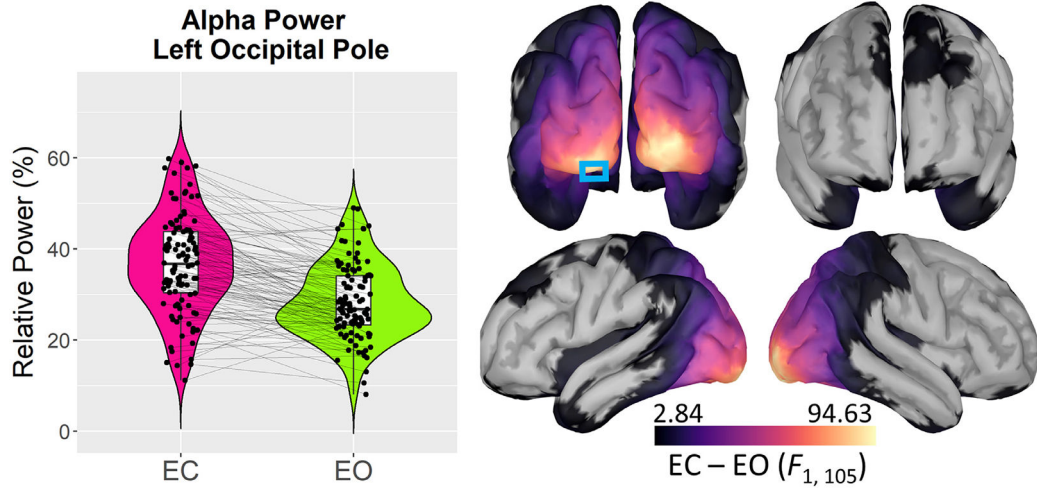 Alpha Power
Left Occipital Pole
Relative Power (%)
60
40
20
0
EC
EO
2.84
94.63
EC – EO (F1, 105)